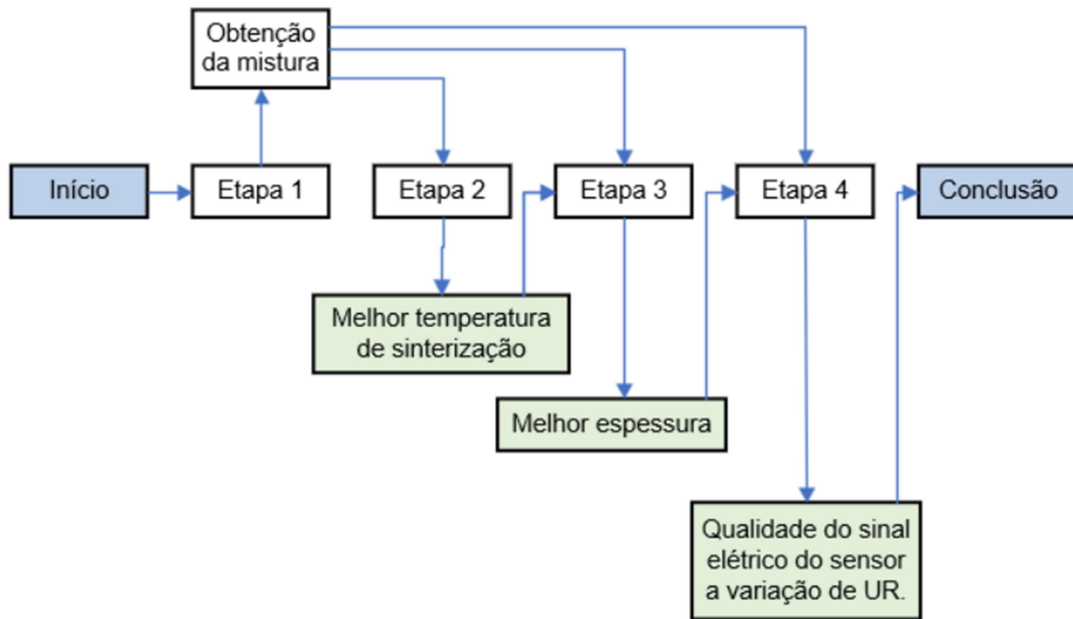 Obtenção
da mistura
Início
Etapa 1
Etapa 2
Etapa 3
Etapa 4
Conclusão
Melhor temperatura
de sinterização
Melhor espessura
Qualidade do sinal
elétrico do sensor
a variação de UR.